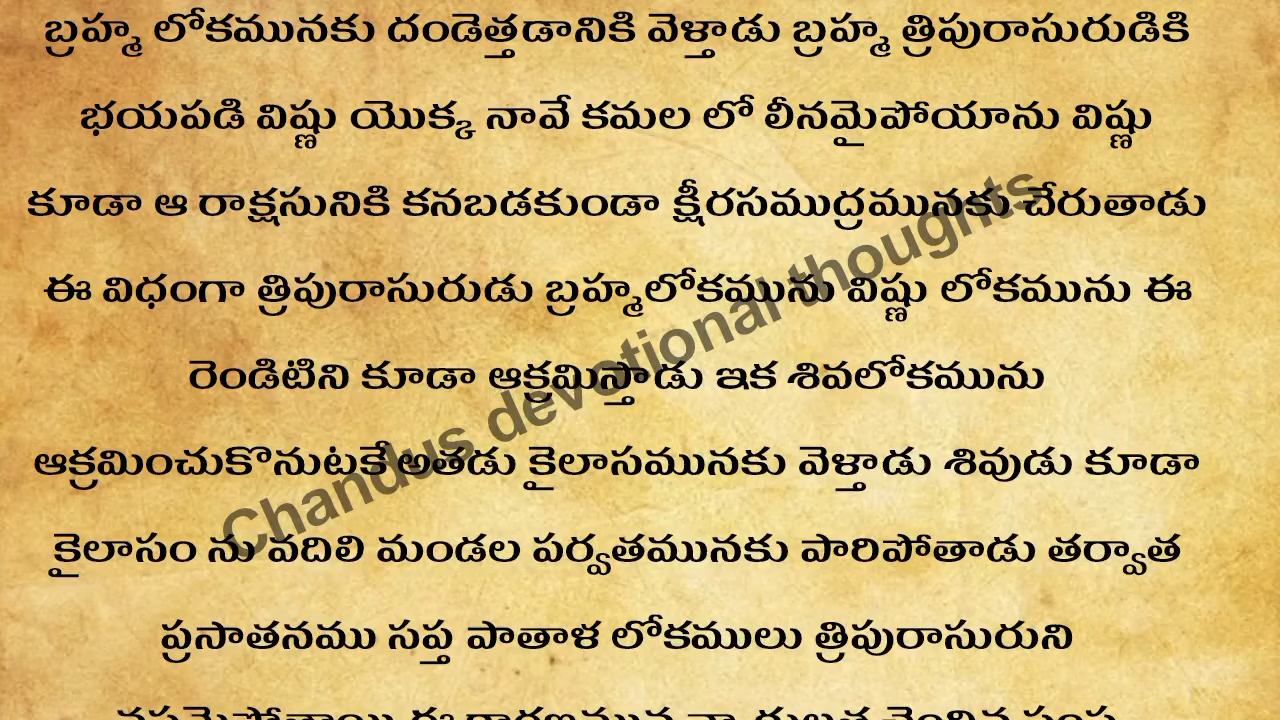 బ్రహ్మ లోకమునకు దండెత్తడానికి వెళ్తాడు బ్రహ్మ త్రిపురాసురుడికి
భయపడి విష్ణు యొక్క నావే కమల లో లీనమైపోయాను విష్ణు
కూడా ఆ రాక్షసునికి కనబడకుండా క్షీరసముద్రమునకు చేరుతాడు
ఈ విధంగా త్రిపురాసురుడు బ్రహ్మలోకమును విష్ణు లోకమును ఈ
రెండిటిని కూడా ఆక్రమిస్తాడు ఇక శివలోకమును
ఆక్రమించుకొనుటకే అతడు కైలాసమునకు వెళ్తాడు శివుడు కూడా
కైలాసం ను వదిలి మండల పర్వతమునకు పారిపోతాడు తర్వాత
ప్రసాతనము సప్త పాతాళ లోకములు త్రిపురాసురుని
Chandus devotional thoughts